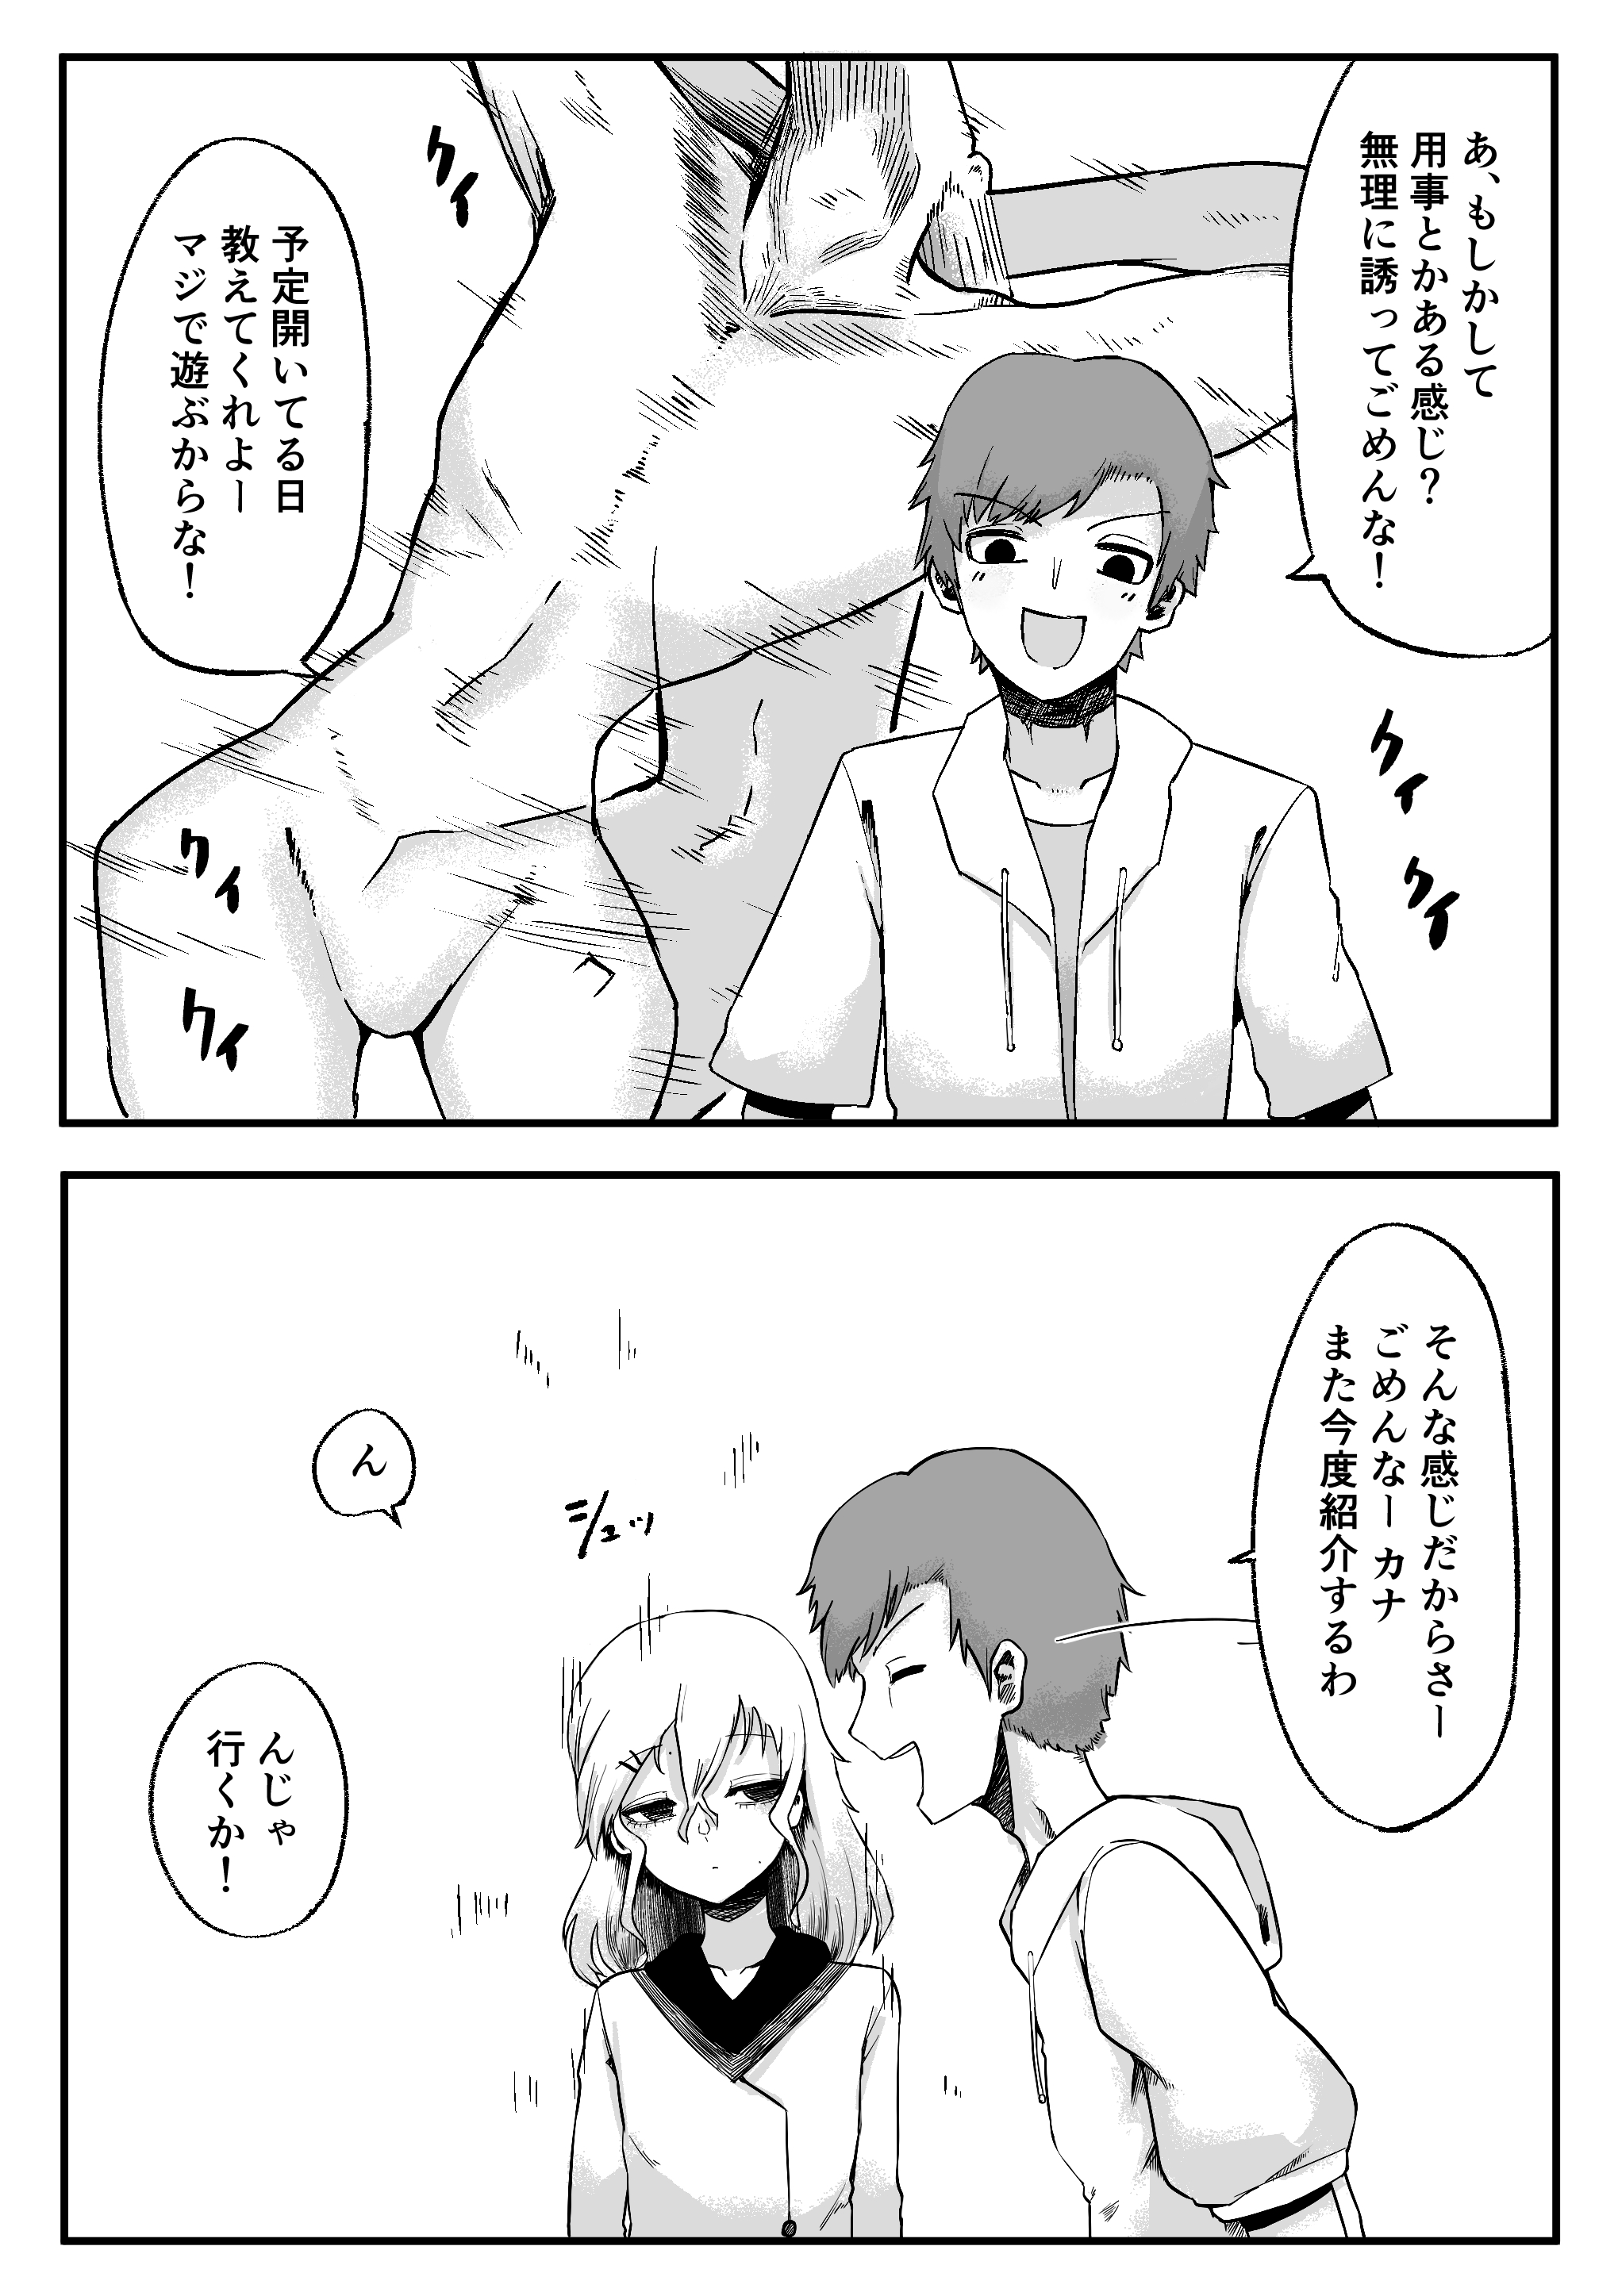 あ、もしかして
用事とかある感じ？
無理に誘ってごめんな！
クイ
予定開いてる日
教えてくれよー
マジで遊ぶからな！
クイ
クイ
クイ
クイ
そんな感じだからさー
ごめんなー カナ
また今度紹介するわ
シュッ
ん
んじゃ
行くか！